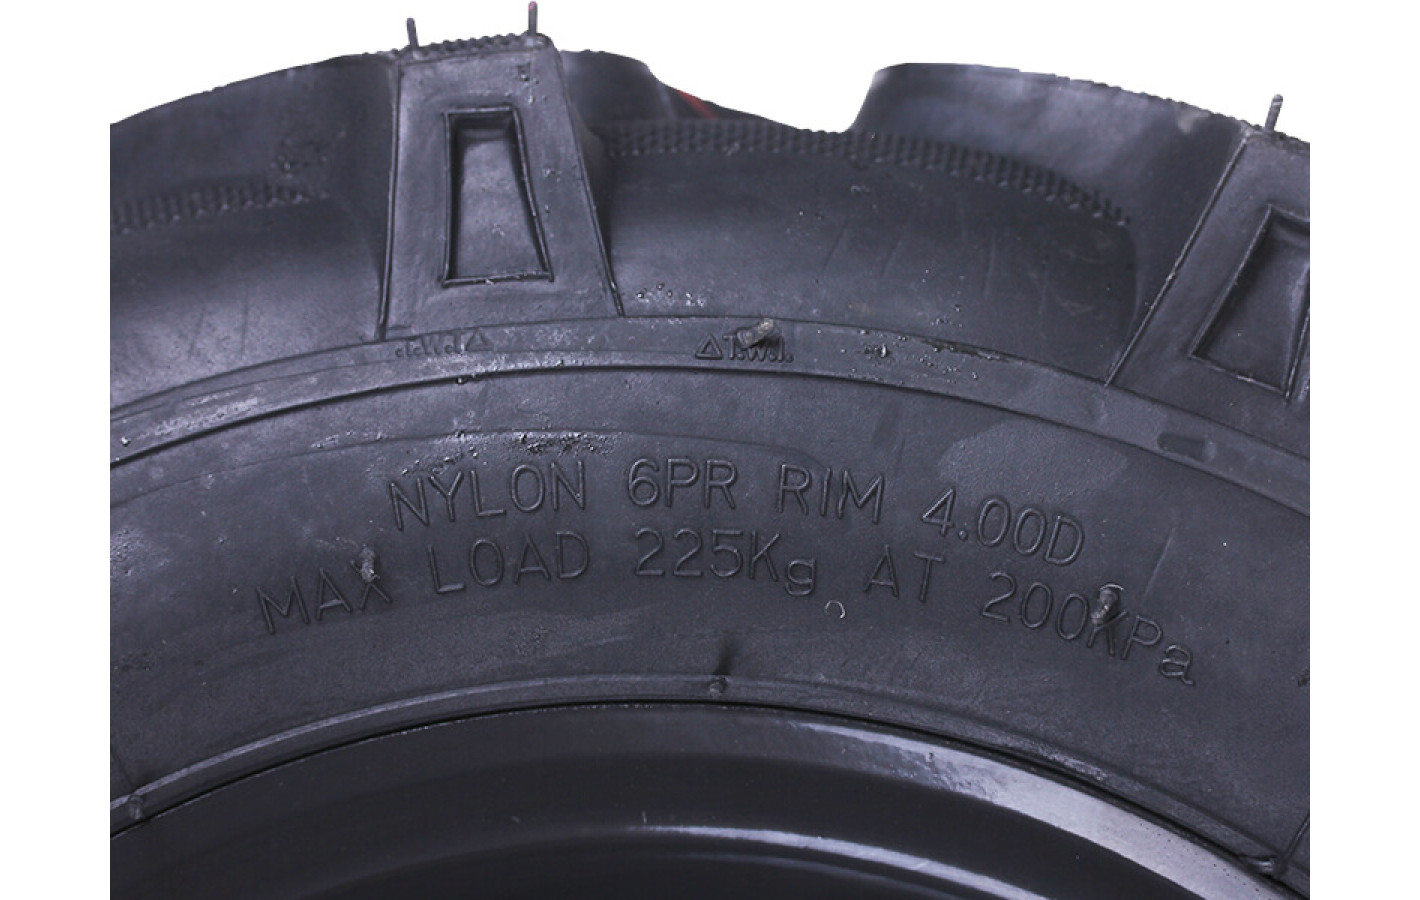 △T.W.I.
NYLON 6PR RIM 4.00D
MAX LOAD 225Kg AT 200KPa